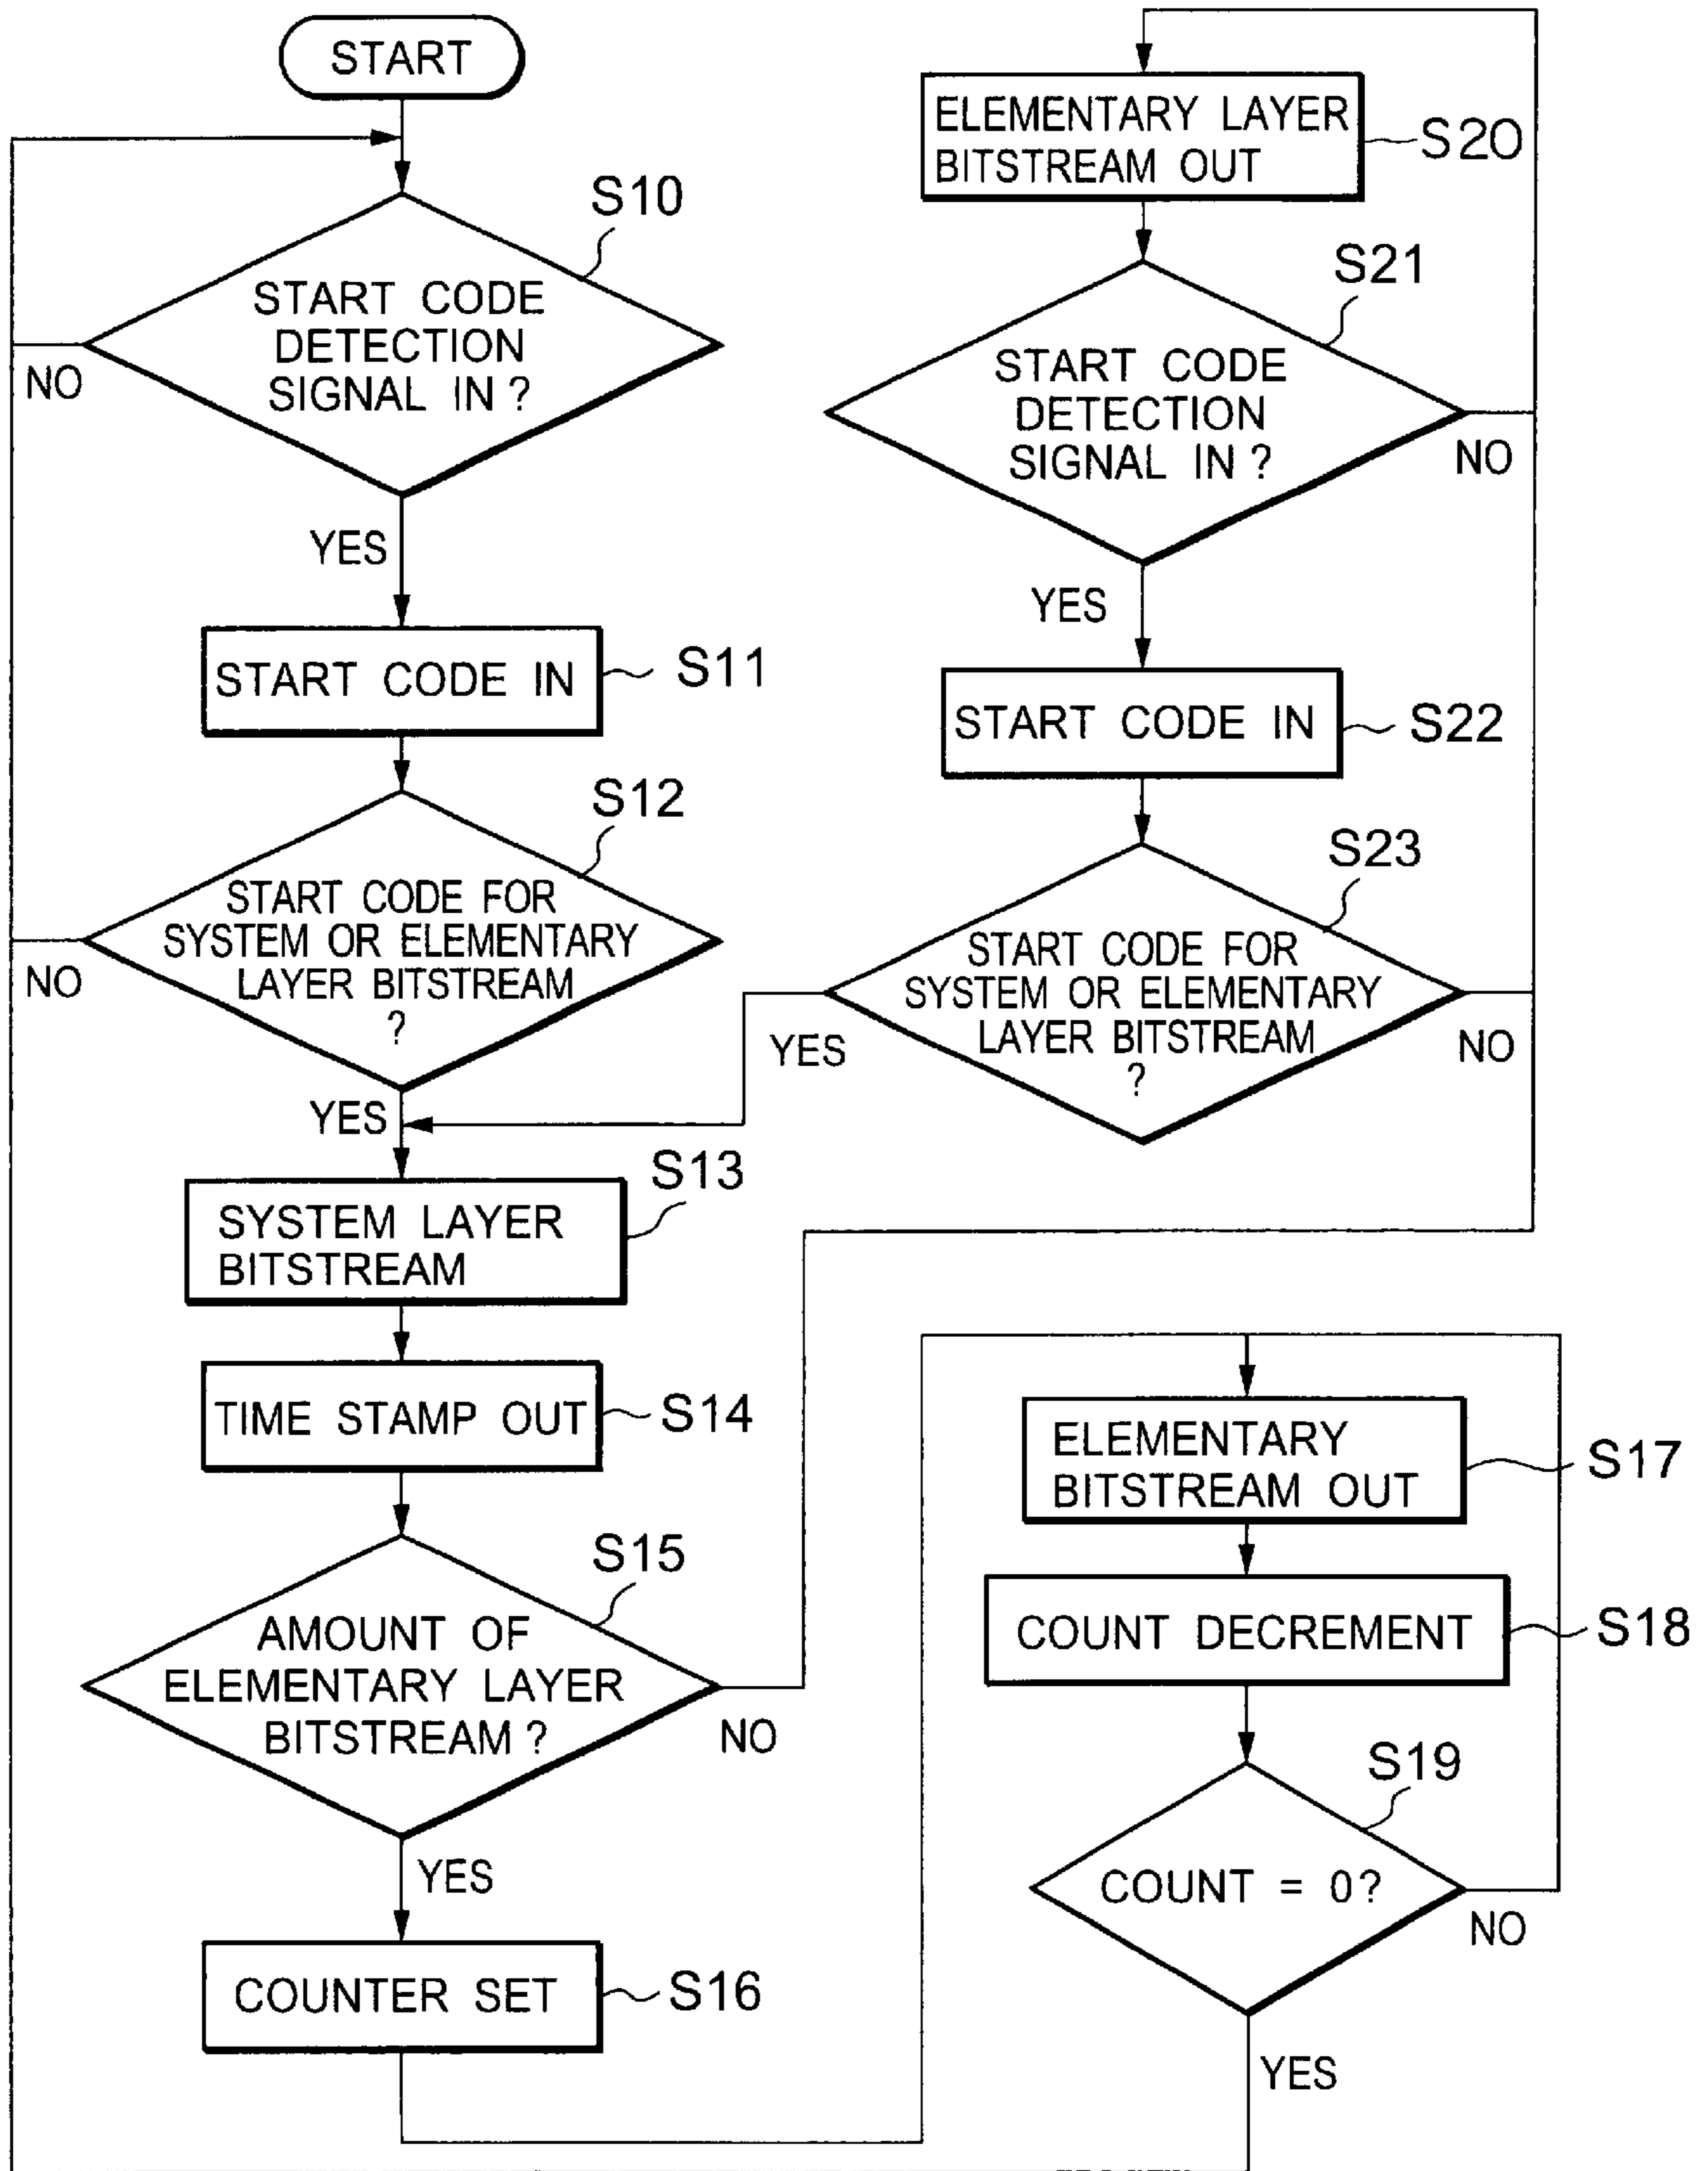 START
S10
START CODE
DETECTION
SIGNAL IN ?
NO
YES
START CODE IN
S11
S12
START CODE FOR
SYSTEM OR ELEMENTARY
LAYER BITSTREAM
?
NO
YES
S13
SYSTEM LAYER
BITSTREAM
TIME STAMP OUT
S14
S15
AMOUNT OF
ELEMENTARY LAYER
BITSTREAM ?
NO
YES
COUNTER SET
S16
ELEMENTARY LAYER
BITSTREAM OUT
S20
S21
START CODE
DETECTION
SIGNAL IN ?
NO
YES
START CODE IN
S22
S23
START CODE FOR
SYSTEM OR ELEMENTARY
LAYER BITSTREAM
?
YES
NO
ELEMENTARY
BITSTREAM OUT
S17
COUNT DECREMENT
S18
S19
COUNT = 0?
NO
YES